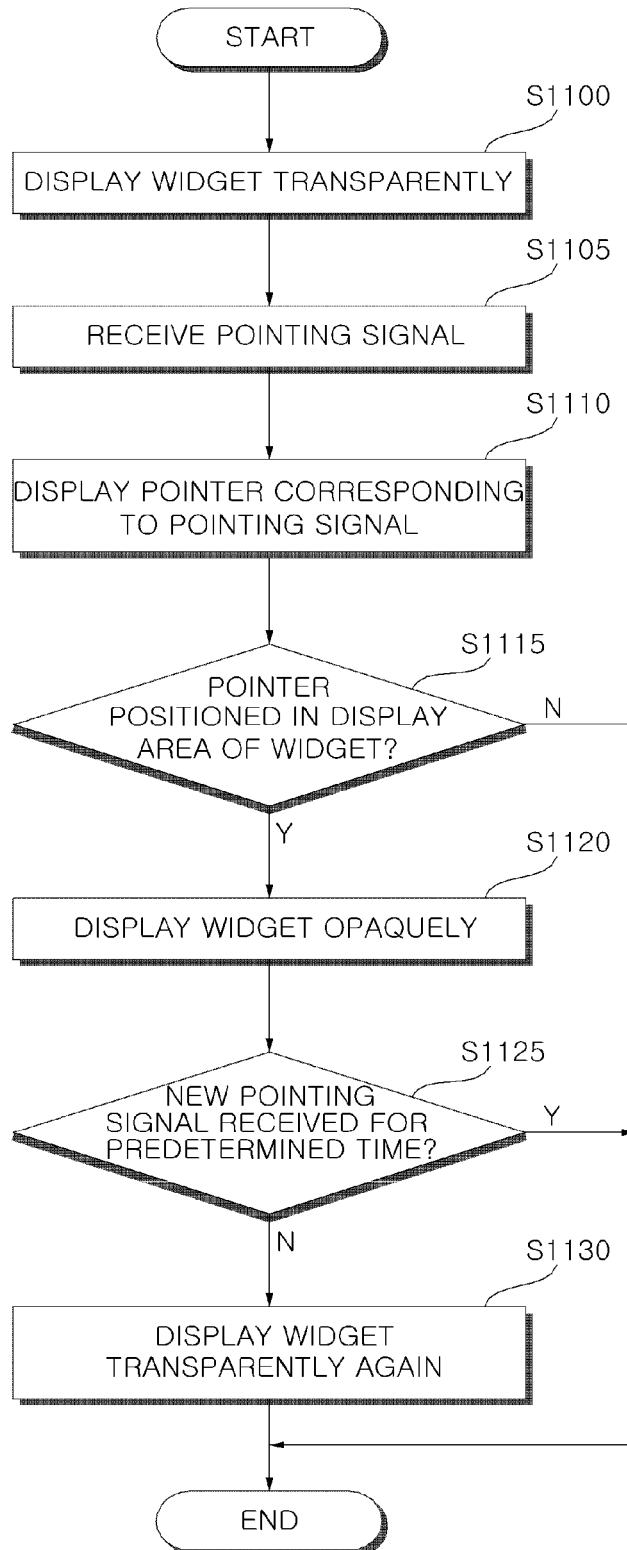 START
S1100
DISPLAY WIDGET TRANSPARENTLY
S1105
RECEIVE POINTING SIGNAL
S1110
DISPLAY POINTER CORRESPONDING
TO POINTING SIGNAL
S1115
POINTER
POSITIONED IN DISPLAY
AREA OF WIDGET?
N
Y
S1120
DISPLAY WIDGET OPAQUELY
S1125
NEW POINTING
SIGNAL RECEIVED FOR
PREDETERMINED TIME?
Y
N
S1130
DISPLAY WIDGET
TRANSPARENTLY AGAIN
END